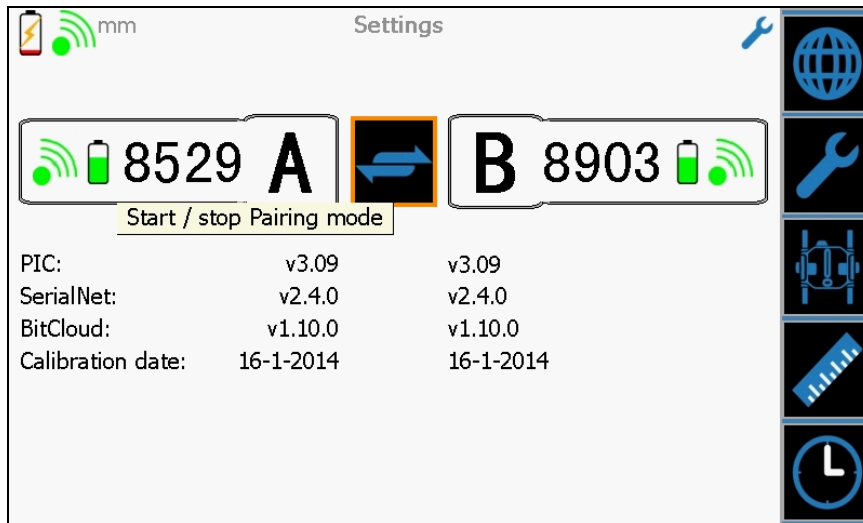 mm Settings
8529 A B 8903
Start / stop Pairing mode
PIC: v3.09 v3.09
SerialNet: v2.4.0 v2.4.0
BitCloud: v1.10.0 v1.10.0
Calibration date: 16-1-2014 16-1-2014